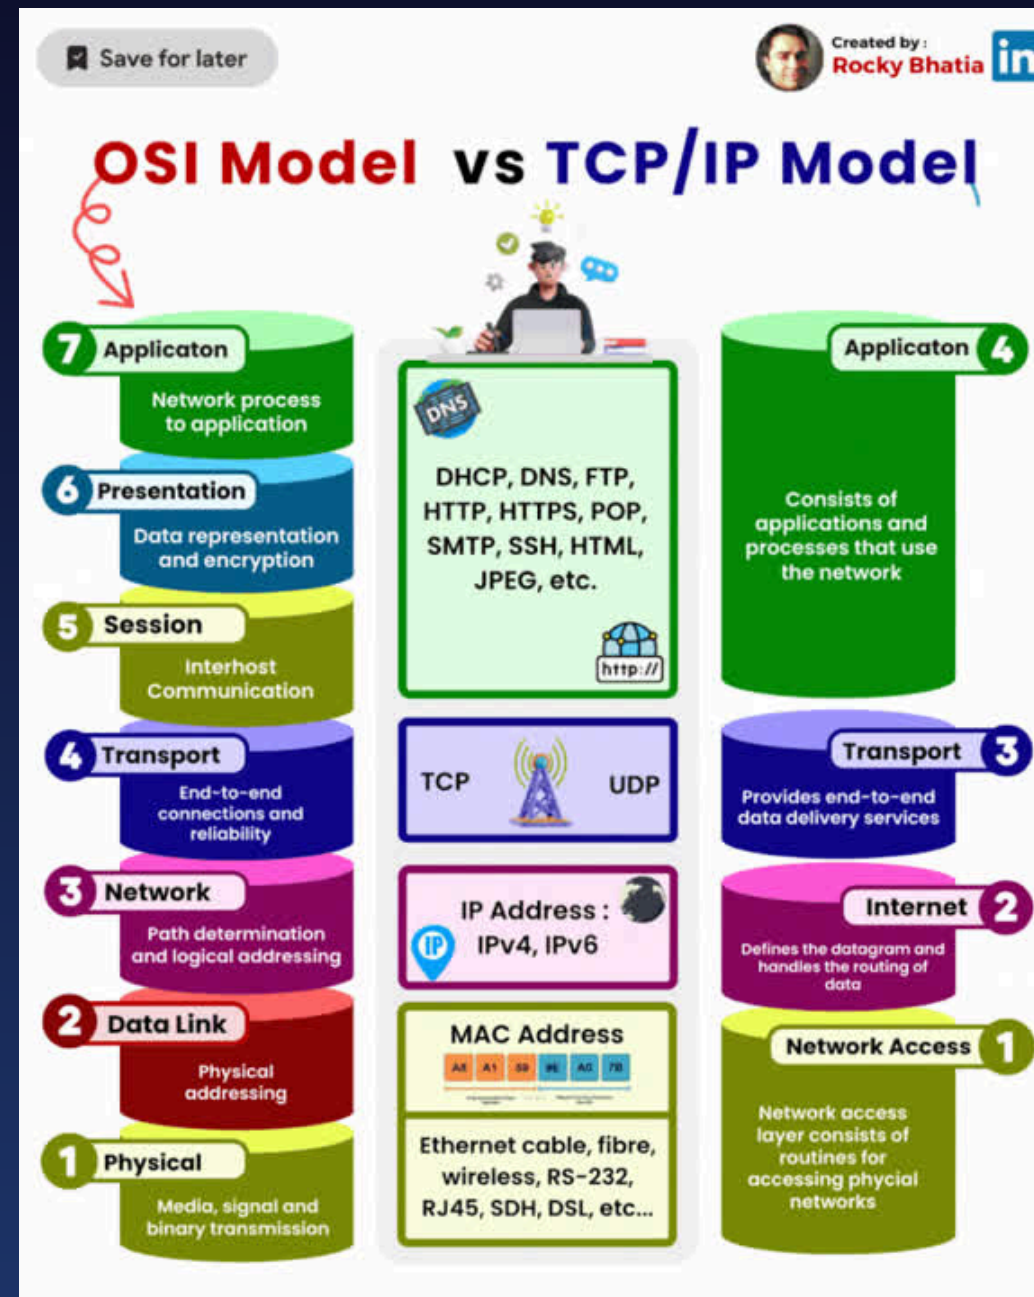 Save for later
Created by :
Rocky Bhatia
in
OSI Model vs TCP/IP Model
7 Applicaton
Network process
to application
6 Presentation
Data representation
and encryption
5 Session
Interhost
Communication
4 Transport
End-to-end
connections and
reliability
3 Network
Path determination
and logical addressing
2 Data Link
Physical
addressing
1 Physical
Media, signal and
binary transmission
DNS
DHCP, DNS, FTP,
HTTP, HTTPS, POP,
SMTP, SSH, HTML,
JPEG, etc.
http://
TCP
UDP
IP Address :
IPv4, IPv6
IP
MAC Address
A1
9E
7B
Ethernet cable, fibre,
wireless, RS-232,
RJ45, SDH, DSL, etc...
Applicaton 4
Consists of
applications and
processes that use
the network
Transport 3
Provides end-to-end
data delivery services
Internet 2
Defines the datagram and
handles the routing of
data
Network Access 1
Network access
layer consists of
routines for
accessing phycial
networks